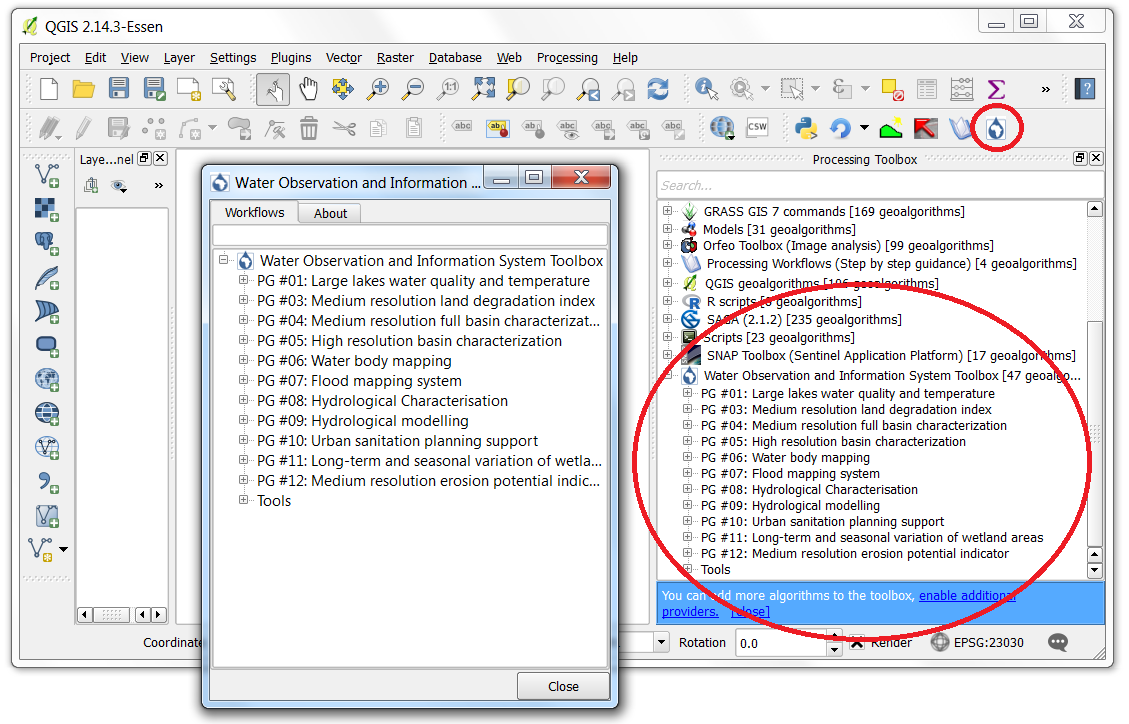 QGIS 2.14.3-Essen
Project Edit View Layer Settings Plugins Vector Raster Database Web Processing Help
1:1
»
?
abc abc abc abc abc abc abc CSW
Laye...nel
»
Processing Toolbox
Search...
GRASS GIS 7 commands [169 geoalgorithms]
Models [31 geoalgorithms]
Orfeo Toolbox (Image analysis) [99 geoalgorithms]
Processing Workflows (Step by step guidance) [4 geoalgorithms]
QGIS geoalgorithms [106 geoalgorithms]
R scripts [6 geoalgorithms]
SAGA (2.1.2) [235 geoalgorithms]
Scripts [23 geoalgorithms]
SNAP Toolbox (Sentinel Application Platform) [17 geoalgorithms]
Water Observation and Information System Toolbox [47 geoalgo...
PG #01: Large lakes water quality and temperature
PG #03: Medium resolution land degradation index
PG #04: Medium resolution full basin characterization
PG #05: High resolution basin characterization
PG #06: Water body mapping
PG #07: Flood mapping system
PG #08: Hydrological Characterisation
PG #09: Hydrological modelling
PG #10: Urban sanitation planning support
PG #11: Long-term and seasonal variation of wetland areas
PG #12: Medium resolution erosion potential indicator
Tools
You can add more algorithms to the toolbox, enable additional
providers. [close]
Water Observation and Information ...
Workflows About
Water Observation and Information System Toolbox
PG #01: Large lakes water quality and temperature
PG #03: Medium resolution land degradation index
PG #04: Medium resolution full basin characterizat...
PG #05: High resolution basin characterization
PG #06: Water body mapping
PG #07: Flood mapping system
PG #08: Hydrological Characterisation
PG #09: Hydrological modelling
PG #10: Urban sanitation planning support
PG #11: Long-term and seasonal variation of wetla...
PG #12: Medium resolution erosion potential indic...
Tools
Close
Coordinate
Rotation 0.0 Render EPSG:23030